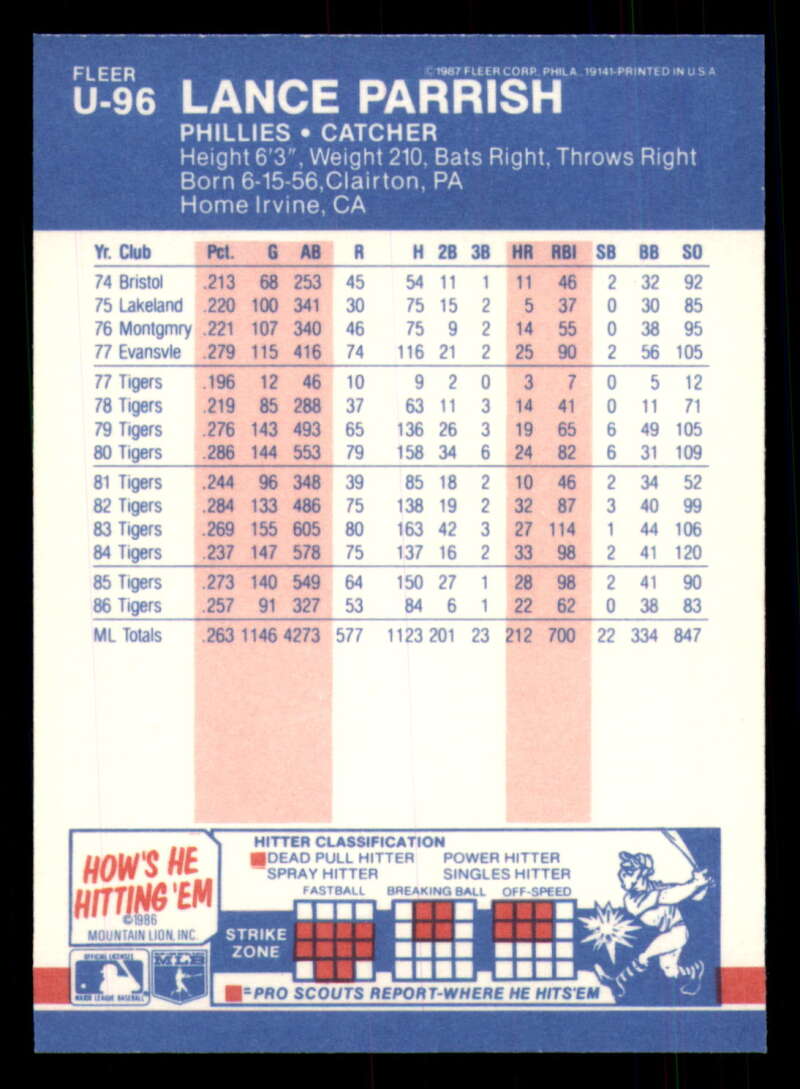 FLEER
©1987 FLEER CORP. PHILA. 19141-PRINTED IN U.S.A
U-96 LANCE PARRISH
PHILLIES • CATCHER
Height 6'3", Weight 210, Bats Right, Throws Right
Born 6-15-56, Clairton, PA
Home Irvine, CA
Yr. Club Pct. G AB R H 2B 3B HR RBI SB BB SO
74 Bristol .213 68 253 45 54 11 1 11 46 2 32 92
75 Lakeland .220 100 341 30 75 15 2 5 37 0 30 85
76 Montgmry .221 107 340 46 75 9 2 14 55 0 38 95
77 Evansvle .279 115 416 74 116 21 2 25 90 2 56 105
77 Tigers .196 12 46 10 9 2 0 3 7 0 5 12
78 Tigers .219 85 288 37 63 11 3 14 41 0 11 71
79 Tigers .276 143 493 65 136 26 3 19 65 6 49 105
80 Tigers .286 144 553 79 158 34 6 24 82 6 31 109
81 Tigers .244 96 348 39 85 18 2 10 46 2 34 52
82 Tigers .284 133 486 75 138 19 2 32 87 3 40 99
83 Tigers .269 155 605 80 163 42 3 27 114 1 44 106
84 Tigers .237 147 578 75 137 16 2 33 98 2 41 120
85 Tigers .273 140 549 64 150 27 1 28 98 2 41 90
86 Tigers .257 91 327 53 84 6 1 22 62 0 38 83
ML Totals .263 1146 4273 577 1123 201 23 212 700 22 334 847
HOW'S HE
HITTING 'EM
©1986
MOUNTAIN LION, INC.
OFFICIAL LICENSEE
MAJOR LEAGUE BASEBALL
MLB
HITTER CLASSIFICATION
DEAD PULL HITTER POWER HITTER
SPRAY HITTER SINGLES HITTER
FASTBALL BREAKING BALL OFF-SPEED
STRIKE
ZONE
=PRO SCOUTS REPORT-WHERE HE HITS'EM